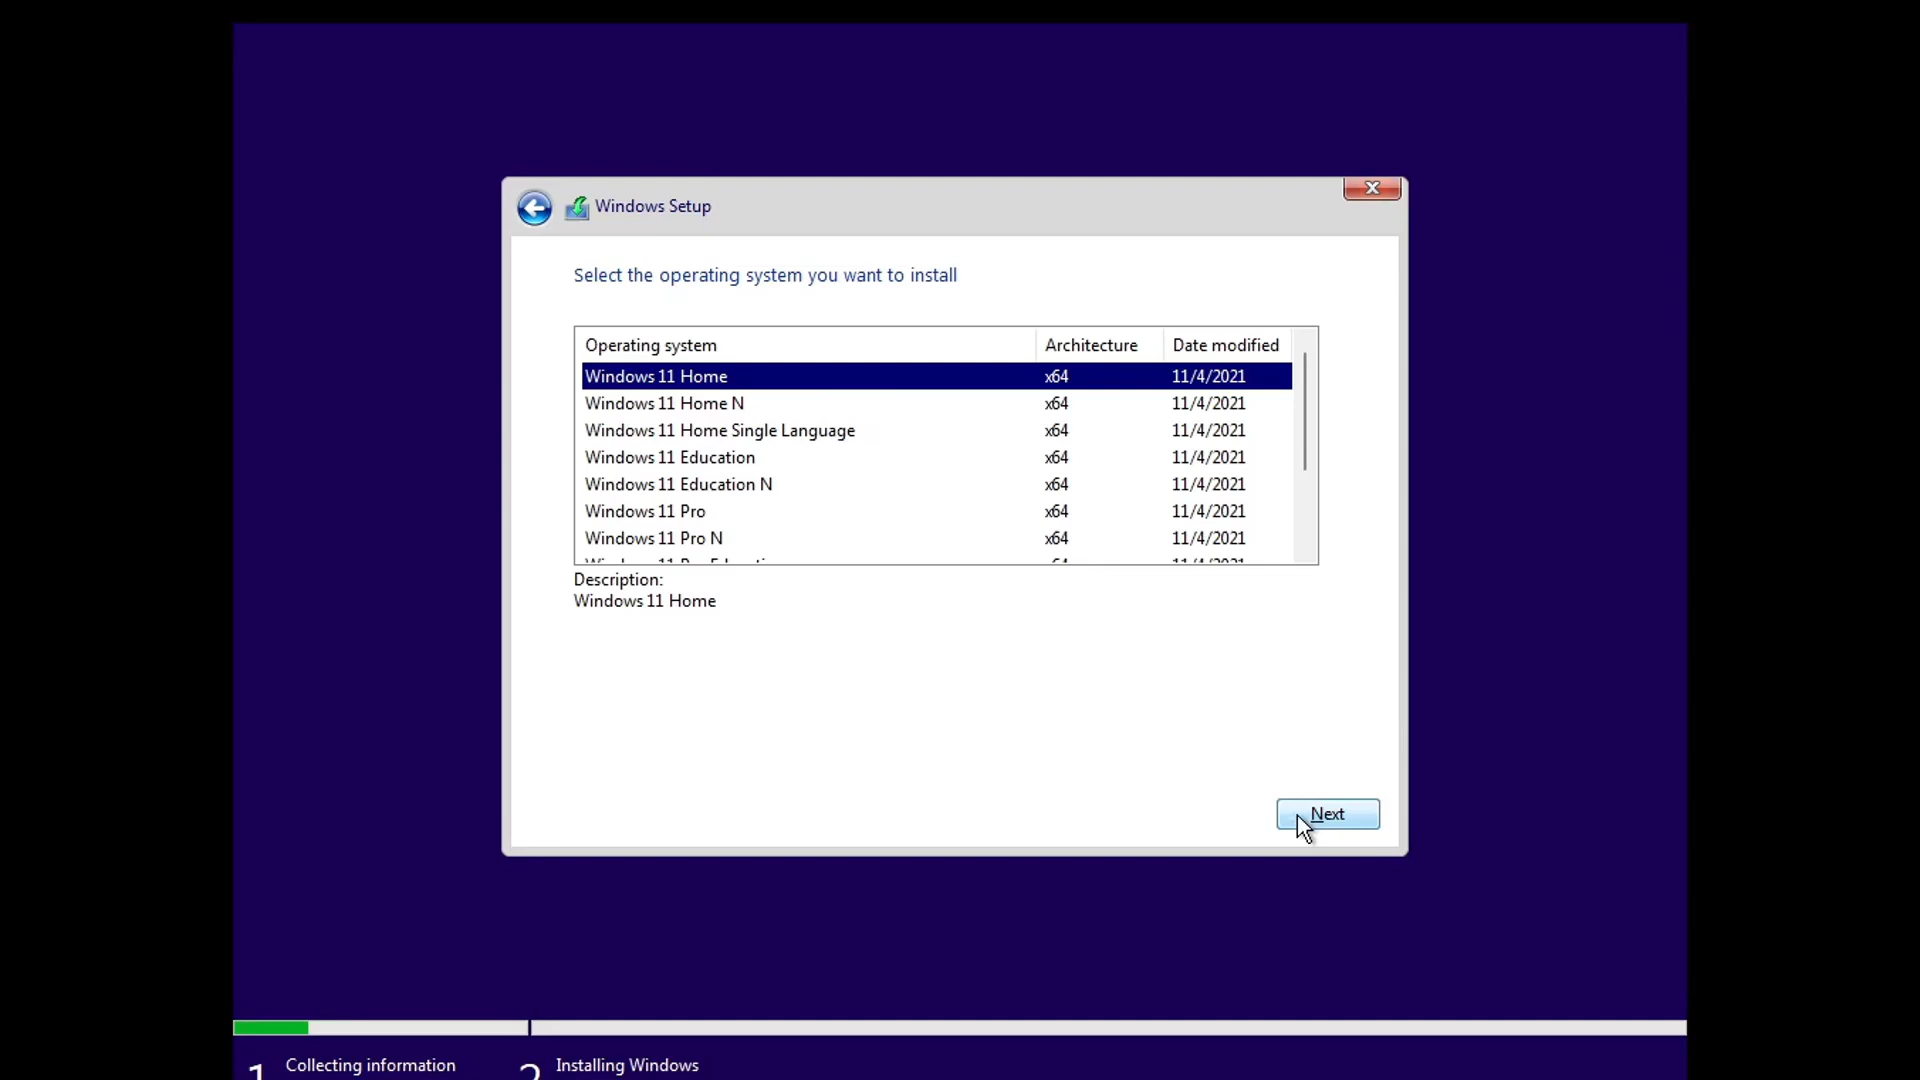 Windows Setup
Select the operating system you want to install
Operating system Architecture Date modified
Windows 11 Home x64 11/4/2021
Windows 11 Home N x64 11/4/2021
Windows 11 Home Single Language x64 11/4/2021
Windows 11 Education x64 11/4/2021
Windows 11 Education N x64 11/4/2021
Windows 11 Pro x64 11/4/2021
Windows 11 Pro N x64 11/4/2021
Description:
Windows 11 Home
Next
1 Collecting information 2 Installing Windows